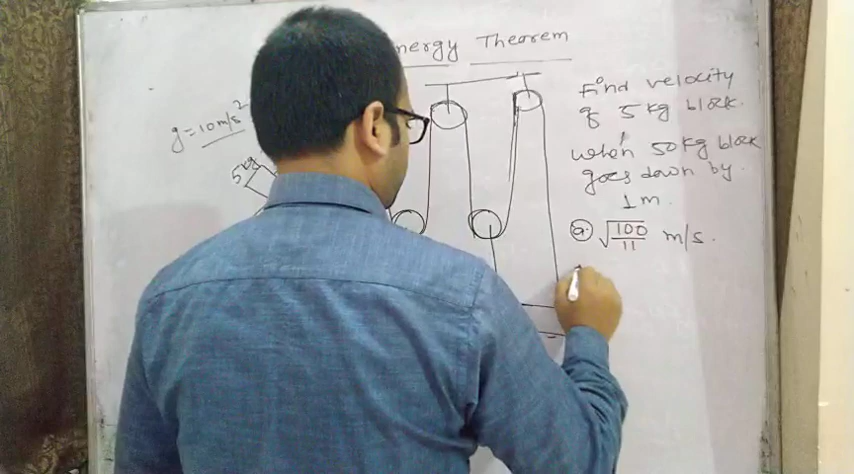 nergy Theorem
g=10m/s²
5kg
Find velocity
of 5kg block.
when 50kg block
goes down by
1m.
a. √100/11 m/s.